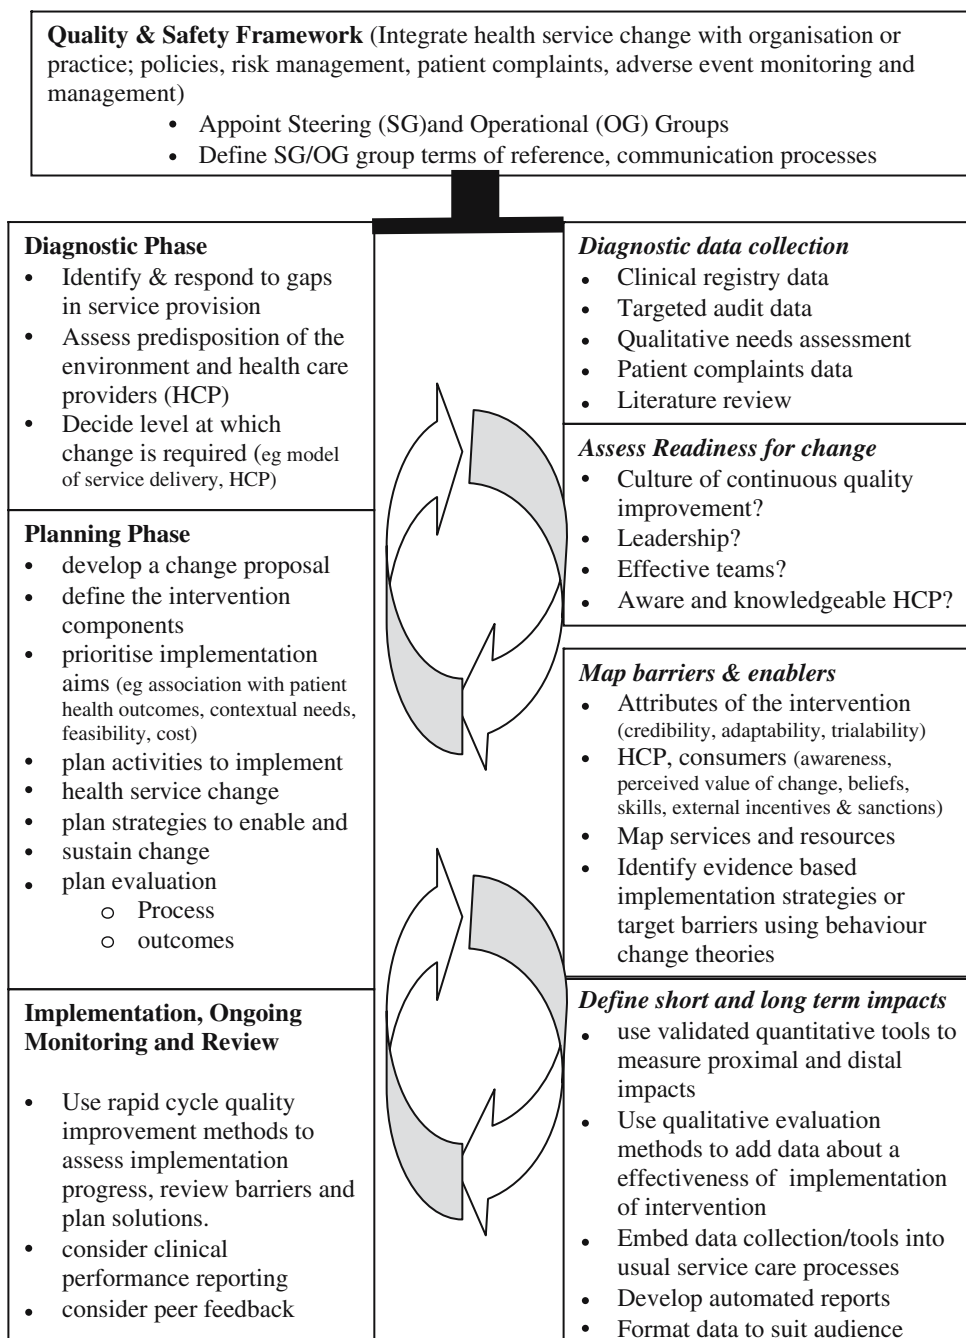 Quality & Safety Framework (Integrate health service change with organisation or
practice; policies, risk management, patient complaints, adverse event monitoring and
management)
• Appoint Steering (SG)and Operational (OG) Groups
• Define SG/OG group terms of reference, communication processes
Diagnostic Phase
• Identify & respond to gaps
in service provision
• Assess predisposition of the
environment and health care
providers (HCP)
• Decide level at which
change is required (eg model
of service delivery, HCP)
Planning Phase
• develop a change proposal
• define the intervention
components
• prioritise implementation
aims (eg association with patient
health outcomes, contextual needs,
feasibility, cost)
• plan activities to implement
• health service change
• plan strategies to enable and
• sustain change
• plan evaluation
o Process
o outcomes
Implementation, Ongoing
Monitoring and Review
• Use rapid cycle quality
improvement methods to
assess implementation
progress, review barriers and
plan solutions.
• consider clinical
performance reporting
• consider peer feedback
Diagnostic data collection
• Clinical registry data
• Targeted audit data
• Qualitative needs assessment
• Patient complaints data
• Literature review
Assess Readiness for change
• Culture of continuous quality
improvement?
• Leadership?
• Effective teams?
• Aware and knowledgeable HCP?
Map barriers & enablers
• Attributes of the intervention
(credibility, adaptability, trialability)
• HCP, consumers (awareness,
perceived value of change, beliefs,
skills, external incentives & sanctions)
• Map services and resources
• Identify evidence based
implementation strategies or
target barriers using behaviour
change theories
Define short and long term impacts
• use validated quantitative tools to
measure proximal and distal
impacts
• Use qualitative evaluation
methods to add data about a
effectiveness of implementation
of intervention
• Embed data collection/tools into
usual service care processes
• Develop automated reports
• Format data to suit audience